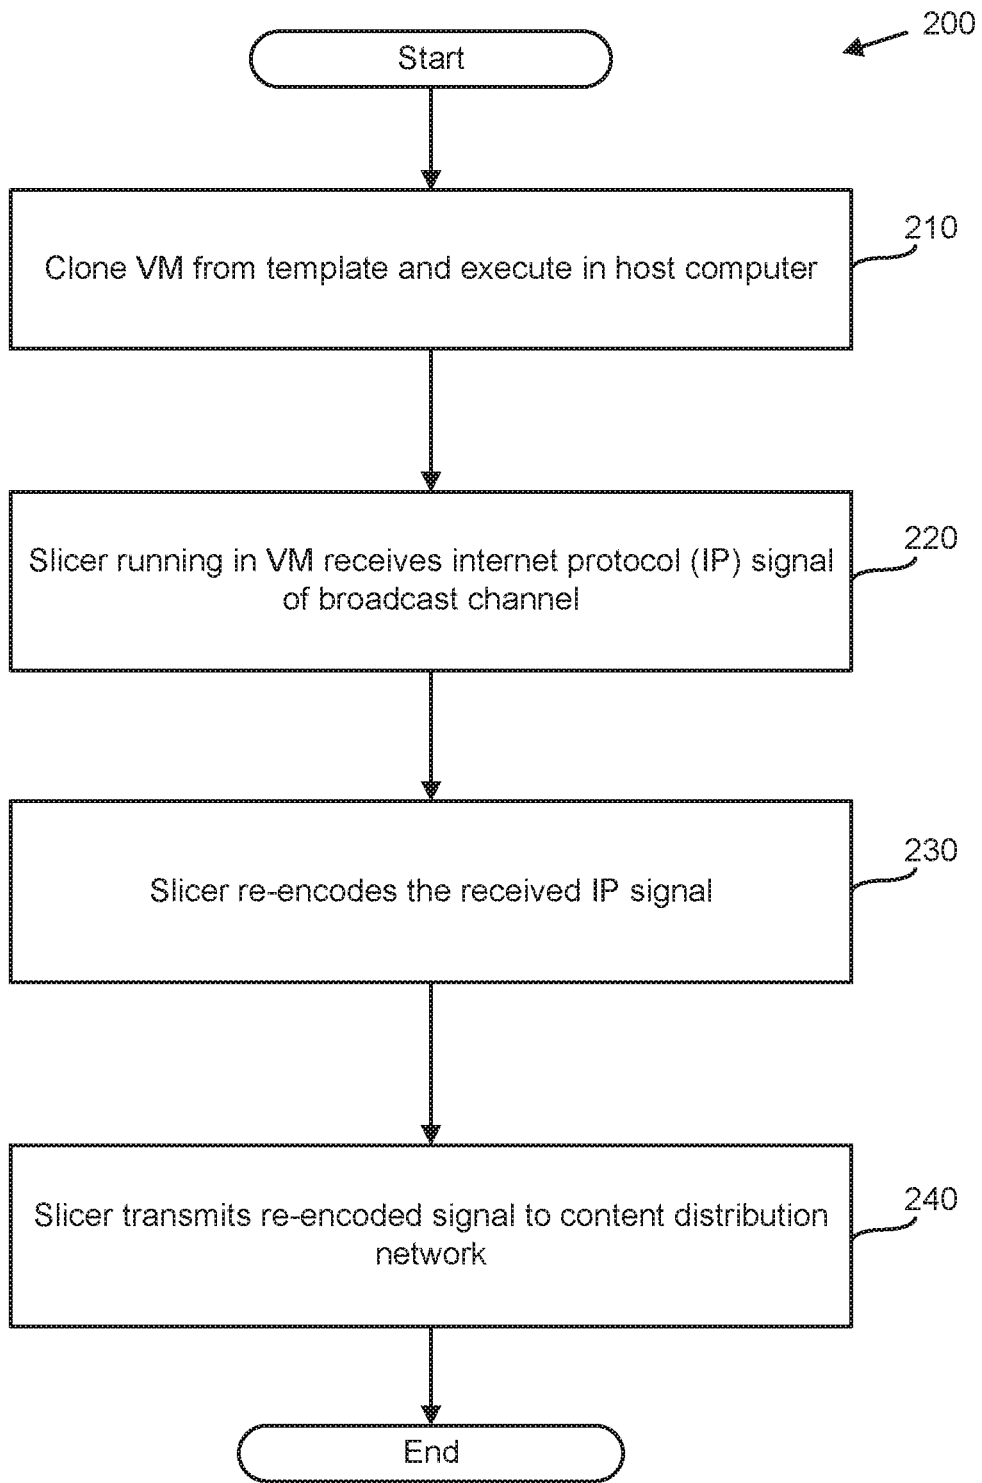 200
Start
210
Clone VM from template and execute in host computer
220
Slicer running in VM receives internet protocol (IP) signal
of broadcast channel
230
Slicer re-encodes the received IP signal
240
Slicer transmits re-encoded signal to content distribution
network
End